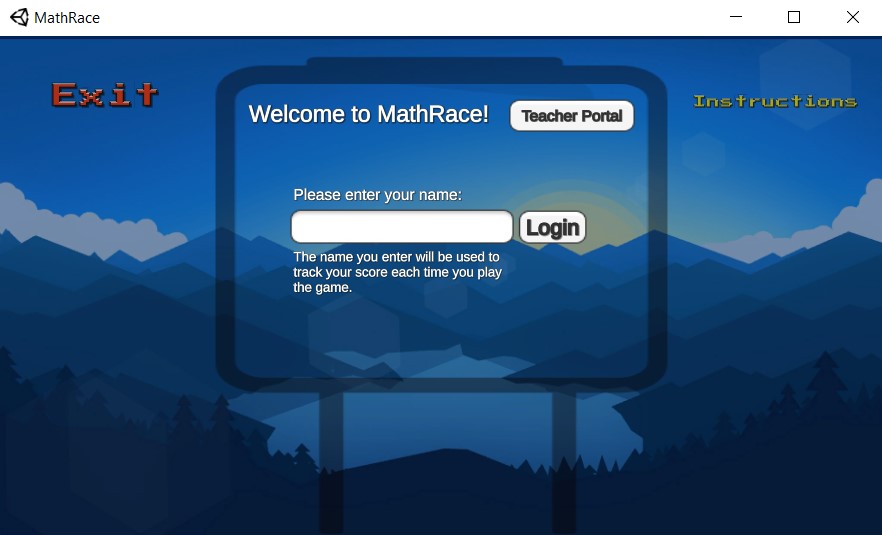 MathRace
Exit
Welcome to MathRace!
Teacher Portal
Instructions
Please enter your name:
Login
The name you enter will be used to
track your score each time you play
the game.